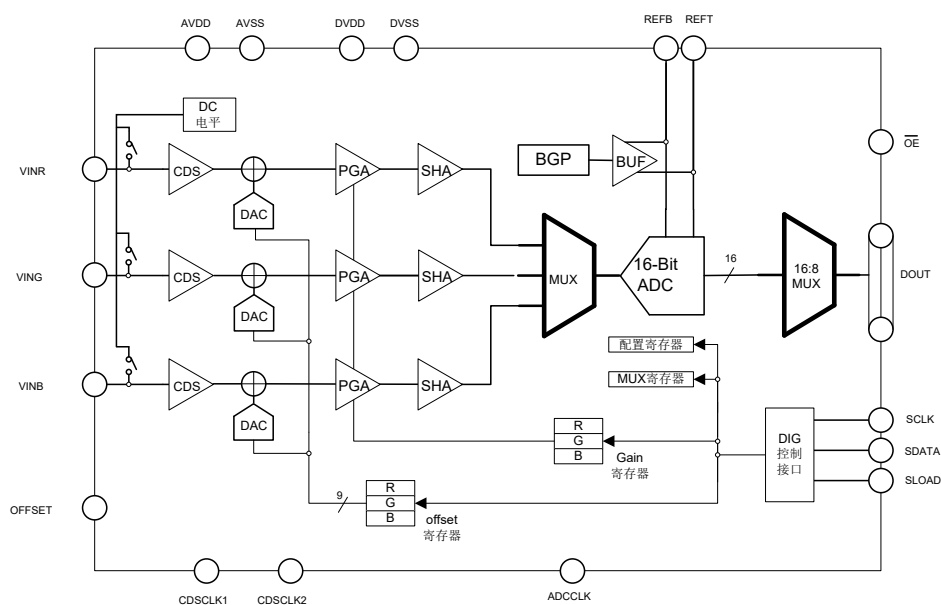 AVDD
AVSS
DVDD
DVSS
REFB
REFT
DC
电平
OE
VINR
CDS
PGA
SHA
BGP
BUF
DAC
VING
CDS
PGA
SHA
MUX
16-Bit
ADC
16
16:8
MUX
DOUT
DAC
配置寄存器
MUX寄存器
VINB
CDS
PGA
SHA
DAC
R
G
B
Gain
寄存器
DIG
控制
接口
SCLK
SDATA
SLOAD
OFFSET
9
R
G
B
offset
寄存器
CDSCLK1
CDSCLK2
ADCCLK